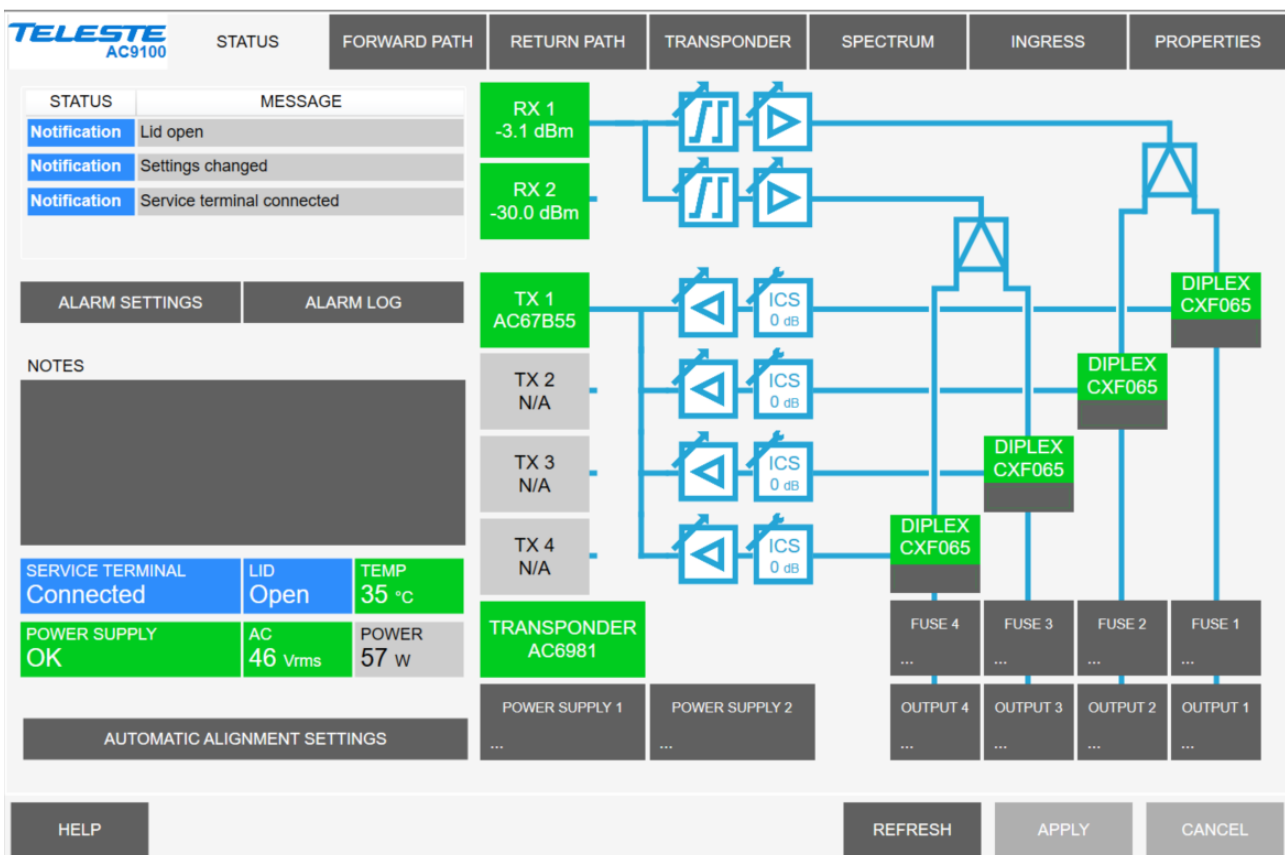 TELESTE
AC9100
STATUS
FORWARD PATH
RETURN PATH
TRANSPONDER
SPECTRUM
INGRESS
PROPERTIES
STATUS MESSAGE
Notification Lid open
Notification Settings changed
Notification Service terminal connected
ALARM SETTINGS
ALARM LOG
NOTES
SERVICE TERMINAL
Connected
LID
Open
TEMP
35 °C
POWER SUPPLY
OK
AC
46 Vrms
POWER
57 W
AUTOMATIC ALIGNMENT SETTINGS
RX 1
-3.1 dBm
RX 2
-30.0 dBm
TX 1
AC67B55
ICS
0 dB
TX 2
N/A
ICS
0 dB
TX 3
N/A
ICS
0 dB
TX 4
N/A
ICS
0 dB
DIPLEX
CXF065
DIPLEX
CXF065
DIPLEX
CXF065
DIPLEX
CXF065
TRANSPONDER
AC6981
FUSE 4
...
FUSE 3
...
FUSE 2
...
FUSE 1
...
POWER SUPPLY 1
...
POWER SUPPLY 2
...
OUTPUT 4
...
OUTPUT 3
...
OUTPUT 2
...
OUTPUT 1
...
HELP
REFRESH
APPLY
CANCEL